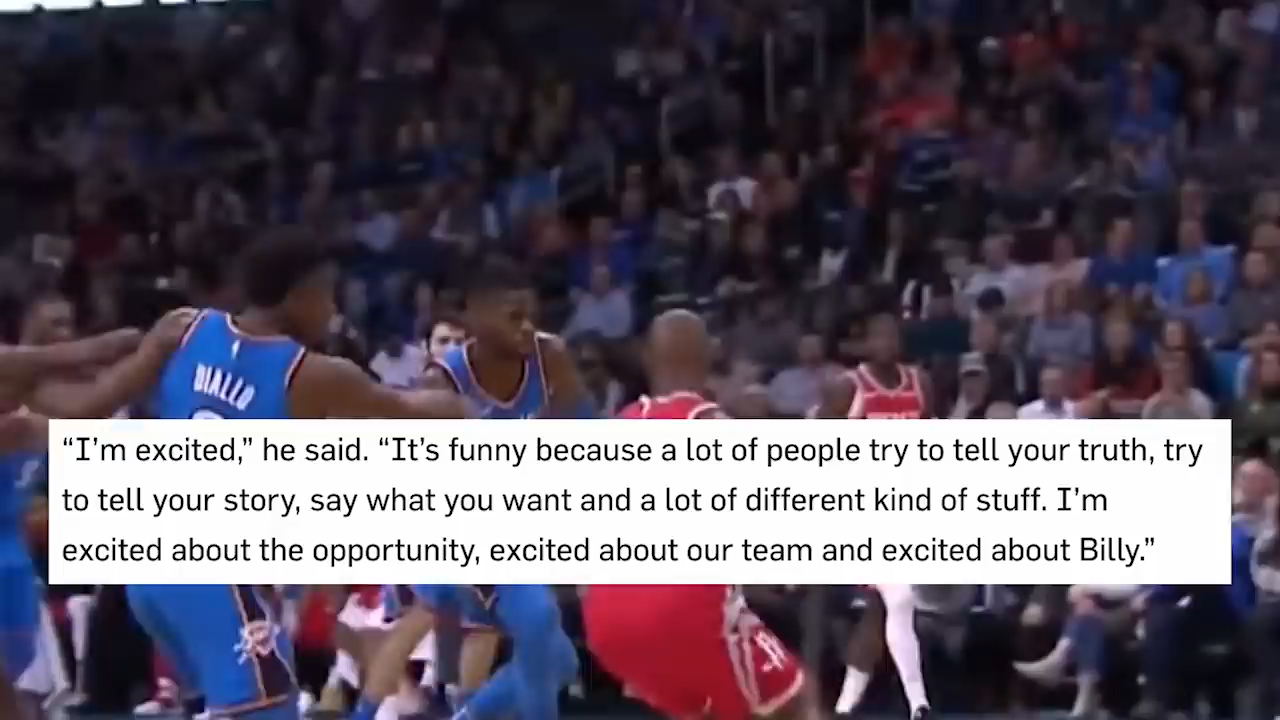 DIALLO
“I’m excited,” he said. “It’s funny because a lot of people try to tell your truth, try
to tell your story, say what you want and a lot of different kind of stuff. I’m
excited about the opportunity, excited about our team and excited about Billy.”